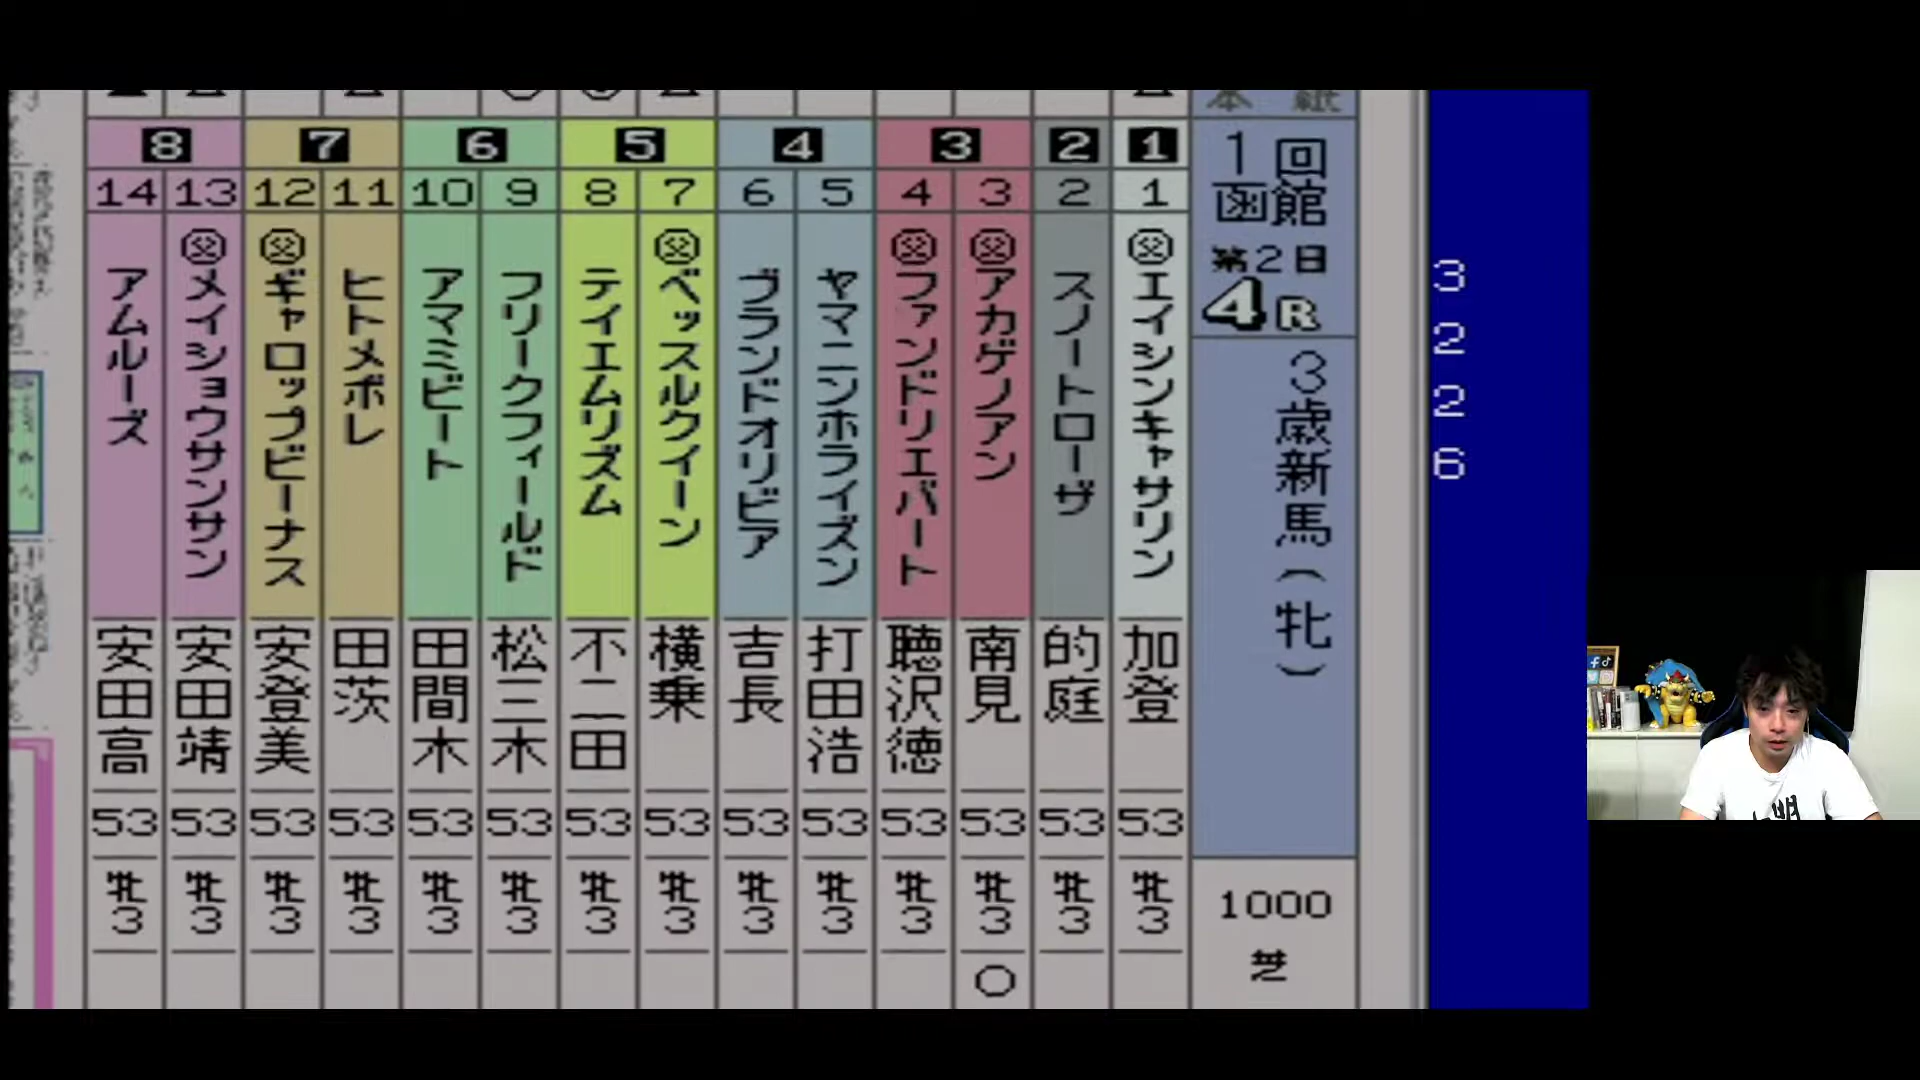 本紙
1回函館
第2日
4R
3歳新馬(牝)
1000
芝
1
1
父エイシンキャサリン
加登
53
牝3
2
2
スノートローザ
的庭
53
牝3
3
3
父アカゲノアン
南見
53
牝3
○
4
父ファンドリエバート
聴沢徳
53
牝3
4
5
ヤマニンホライズン
打田浩
53
牝3
6
ブランドオリビア
吉長
53
牝3
5
7
父ベッスルクイーン
横乗
53
牝3
8
テイエムリズム
不二田
53
牝3
6
9
フリークフィールド
松三木
53
牝3
10
アマミビート
田間木
53
牝3
7
11
ヒトメボレ
田茨
53
牝3
12
父ギャロップビーナス
安登美
53
牝3
8
13
父メイショウサンサン
安田靖
53
牝3
14
アムルーズ
安田高
53
牝3
3
2
2
6